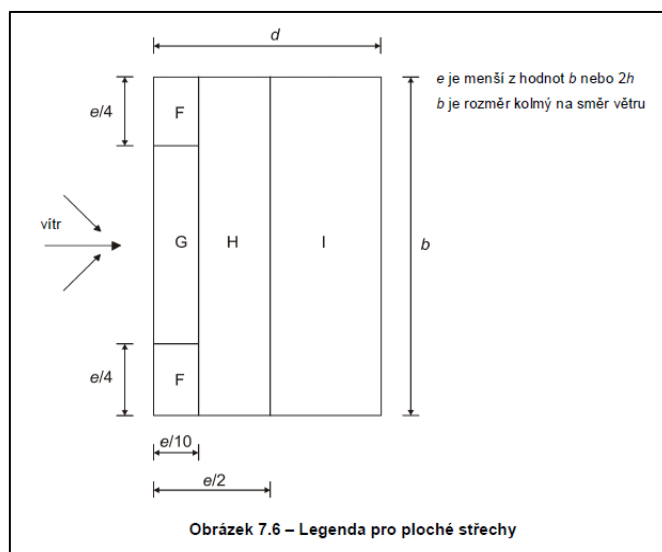 d
e je menší z hodnot b nebo 2h
b je rozměr kolmý na směr větru
e/4
F
vítr
G
H
I
b
e/4
F
e/10
e/2
Obrázek 7.6 – Legenda pro ploché střechy